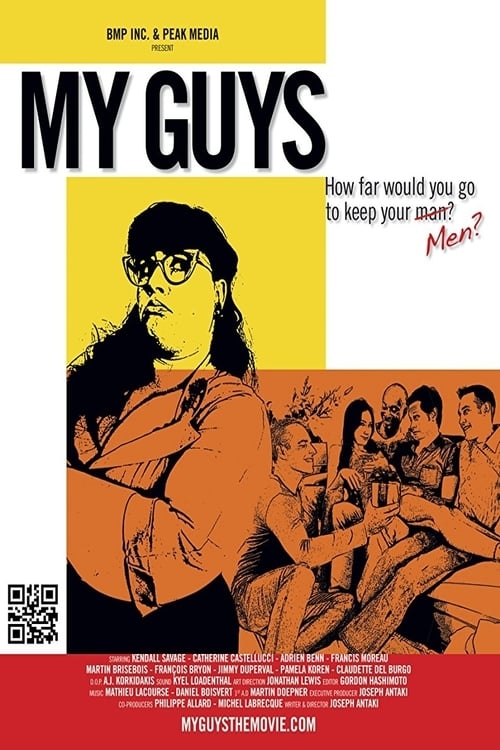 BMP INC. & PEAK MEDIA
PRESENT
MY GUYS
How far would you go
to keep your man?
Men?
STARRING KENDALL SAVAGE - CATHERINE CASTELLUCCI - ADRIEN BENN - FRANCIS MOREAU
MARTIN BRISEBOIS - FRANÇOIS BRYON - JIMMY DUPERVAL - PAMELA KOREN - CLAUDETTE DEL BURGO
D.O.P. A.J. KORKIDAKIS SOUND KYEL LOADENTHAL ART DIRECTION JONATHAN LEWIS EDITOR GORDON HASHIMOTO
MUSIC MATHIEU LACOURSE - DANIEL BOISVERT 1st A.D MARTIN DOEPNER EXECUTIVE PRODUCER JOSEPH ANTAKI
CO-PRODUCERS PHILIPPE ALLARD - MICHEL LABRECQUE WRITER & DIRECTOR JOSEPH ANTAKI
MYGUYSTHEMOVIE.COM